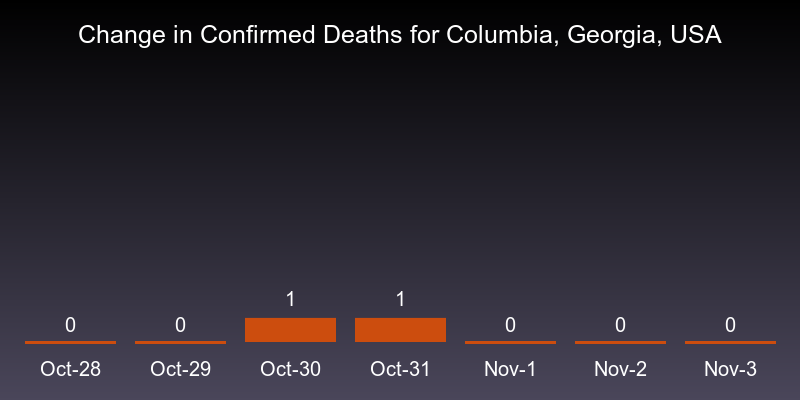 Change in Confirmed Deaths for Columbia, Georgia, USA
1 1
0 0 0 0 0
Oct-28 Oct-29 Oct-30 Oct-31 Nov-1 Nov-2 Nov-3